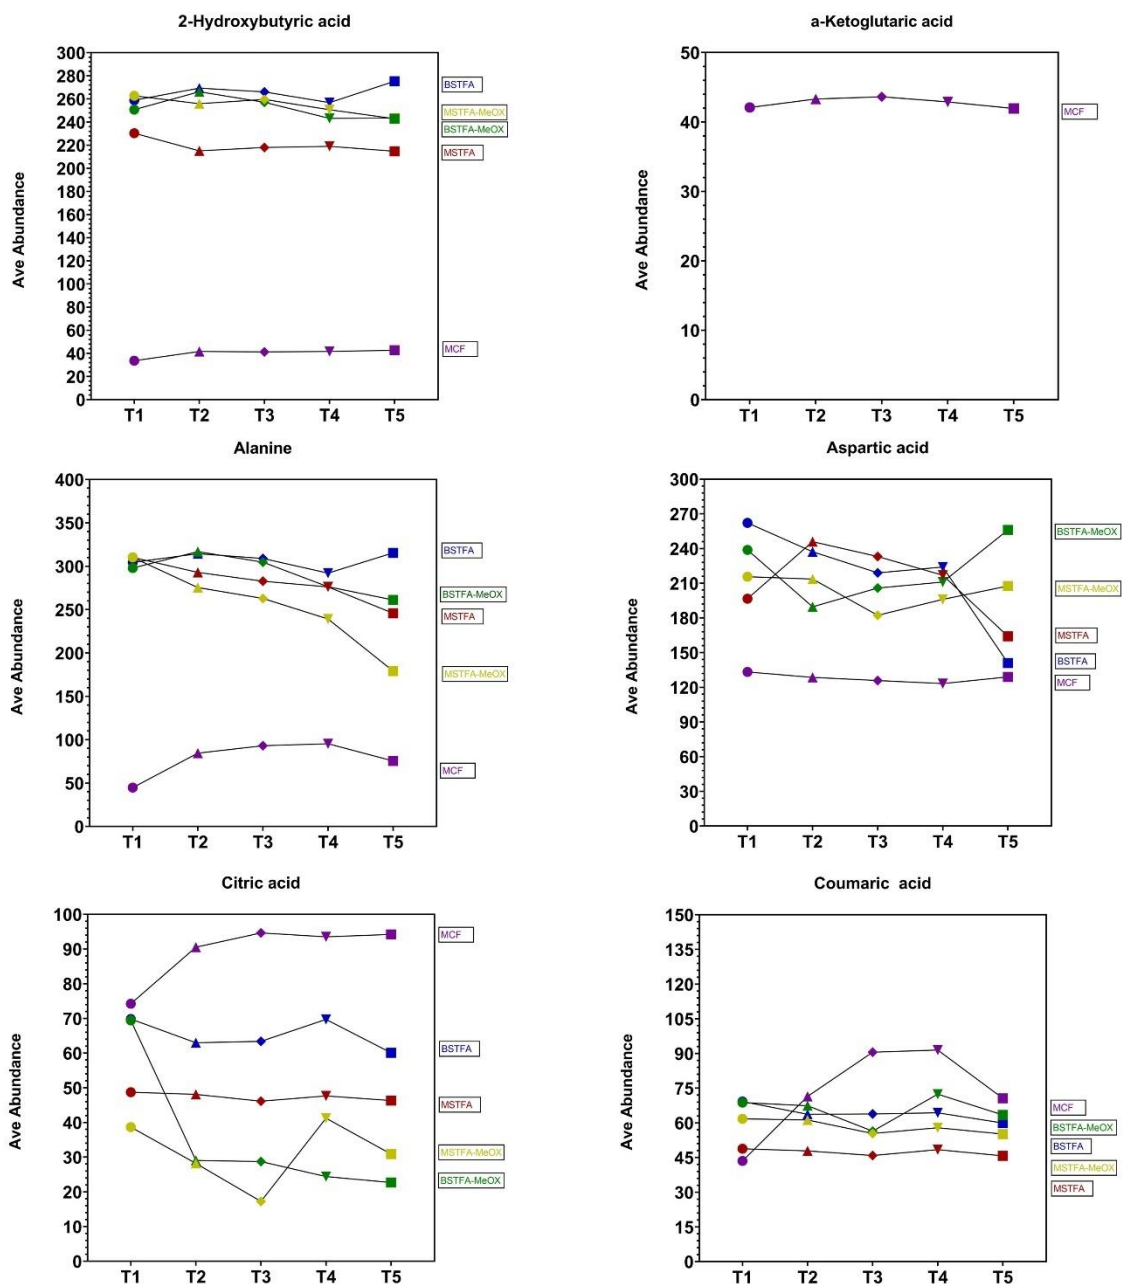 2-Hydroxybutyric acid
Ave Abundance
300
280
260
240
220
200
180
160
140
120
100
80
60
40
20
0
T1 T2 T3 T4 T5
BSTFA
MSTFA-MeOX
BSTFA-MeOX
MSTFA
MCF
a-Ketoglutaric acid
Ave Abundance
50
40
30
20
10
0
T1 T2 T3 T4 T5
MCF
Alanine
Ave Abundance
400
350
300
250
200
150
100
50
0
T1 T2 T3 T4 T5
BSTFA
BSTFA-MeOX
MSTFA
MSTFA-MeOX
MCF
Aspartic acid
Ave Abundance
300
270
240
210
180
150
120
90
60
30
0
T1 T2 T3 T4 T5
BSTFA-MeOX
MSTFA-MeOX
MSTFA
BSTFA
MCF
Citric acid
Ave Abundance
100
90
80
70
60
50
40
30
20
10
0
T1 T2 T3 T4 T5
MCF
BSTFA
MSTFA
MSTFA-MeOX
BSTFA-MeOX
Coumaric acid
Ave Abundance
150
135
120
105
90
75
60
45
30
15
0
T1 T2 T3 T4 T5
MCF
BSTFA-MeOX
BSTFA
MSTFA-MeOX
MSTFA